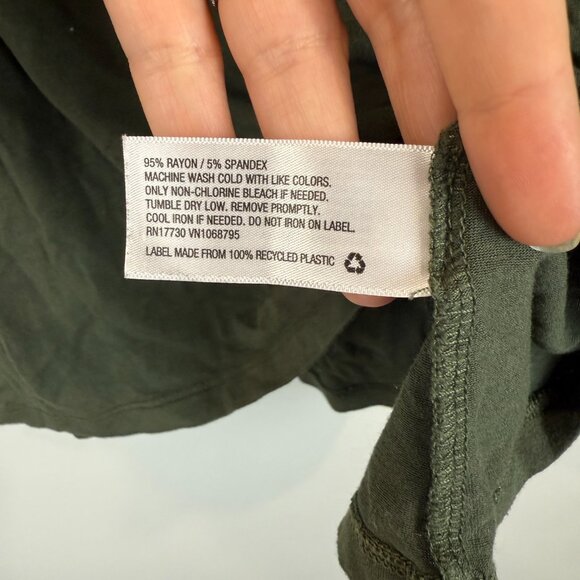 95% RAYON / 5% SPANDEX
MACHINE WASH COLD WITH LIKE COLORS.
ONLY NON-CHLORINE BLEACH IF NEEDED.
TUMBLE DRY LOW. REMOVE PROMPTLY.
COOL IRON IF NEEDED. DO NOT IRON ON LABEL.
RN17730 VN1068795
LABEL MADE FROM 100% RECYCLED PLASTIC